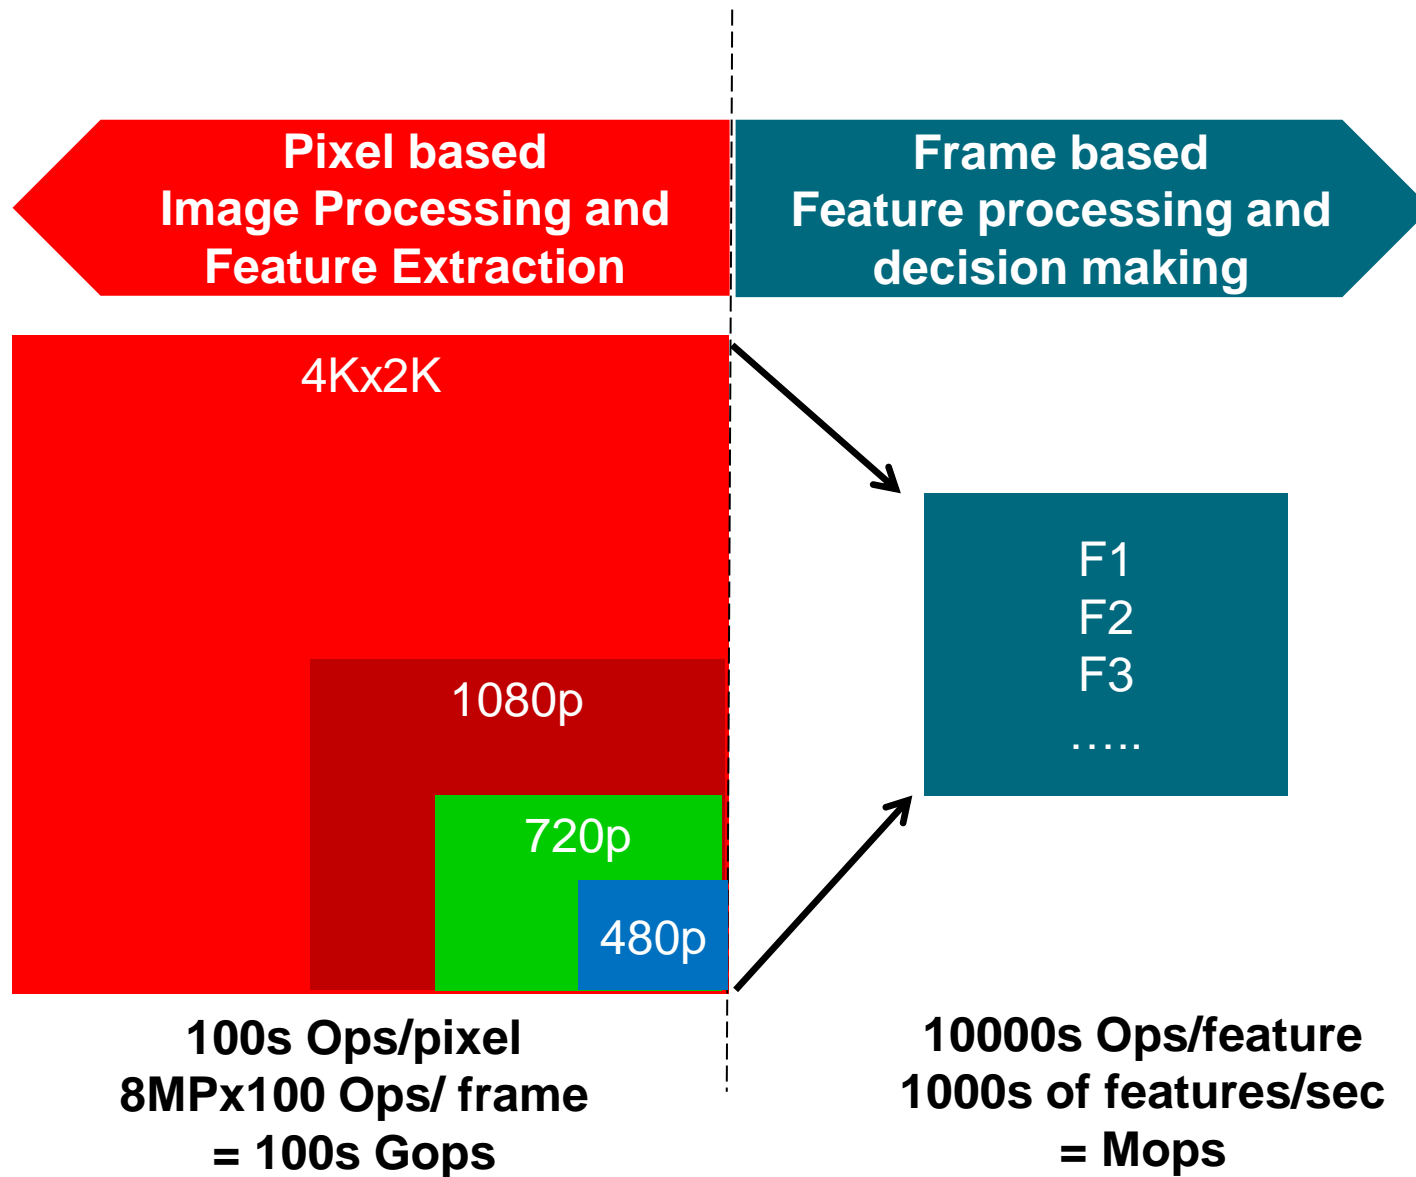 Pixel based
Image Processing and
Feature Extraction
Frame based
Feature processing and
decision making
4Kx2K
1080p
720p
480p
F1
F2
F3
…..
100s Ops/pixel
8MPx100 Ops/ frame
= 100s Gops
10000s Ops/feature
1000s of features/sec
= Mops